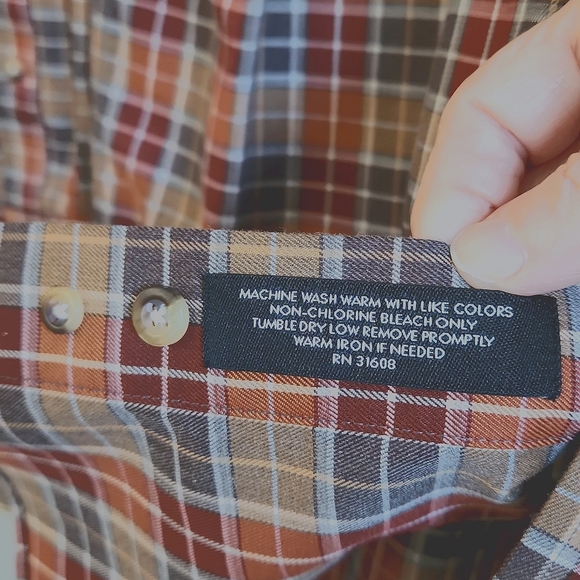 MACHINE WASH WARM WITH LIKE COLORS
NON-CHLORINE BLEACH ONLY
TUMBLE DRY LOW REMOVE PROMPTLY
WARM IRON IF NEEDED
RN 31608